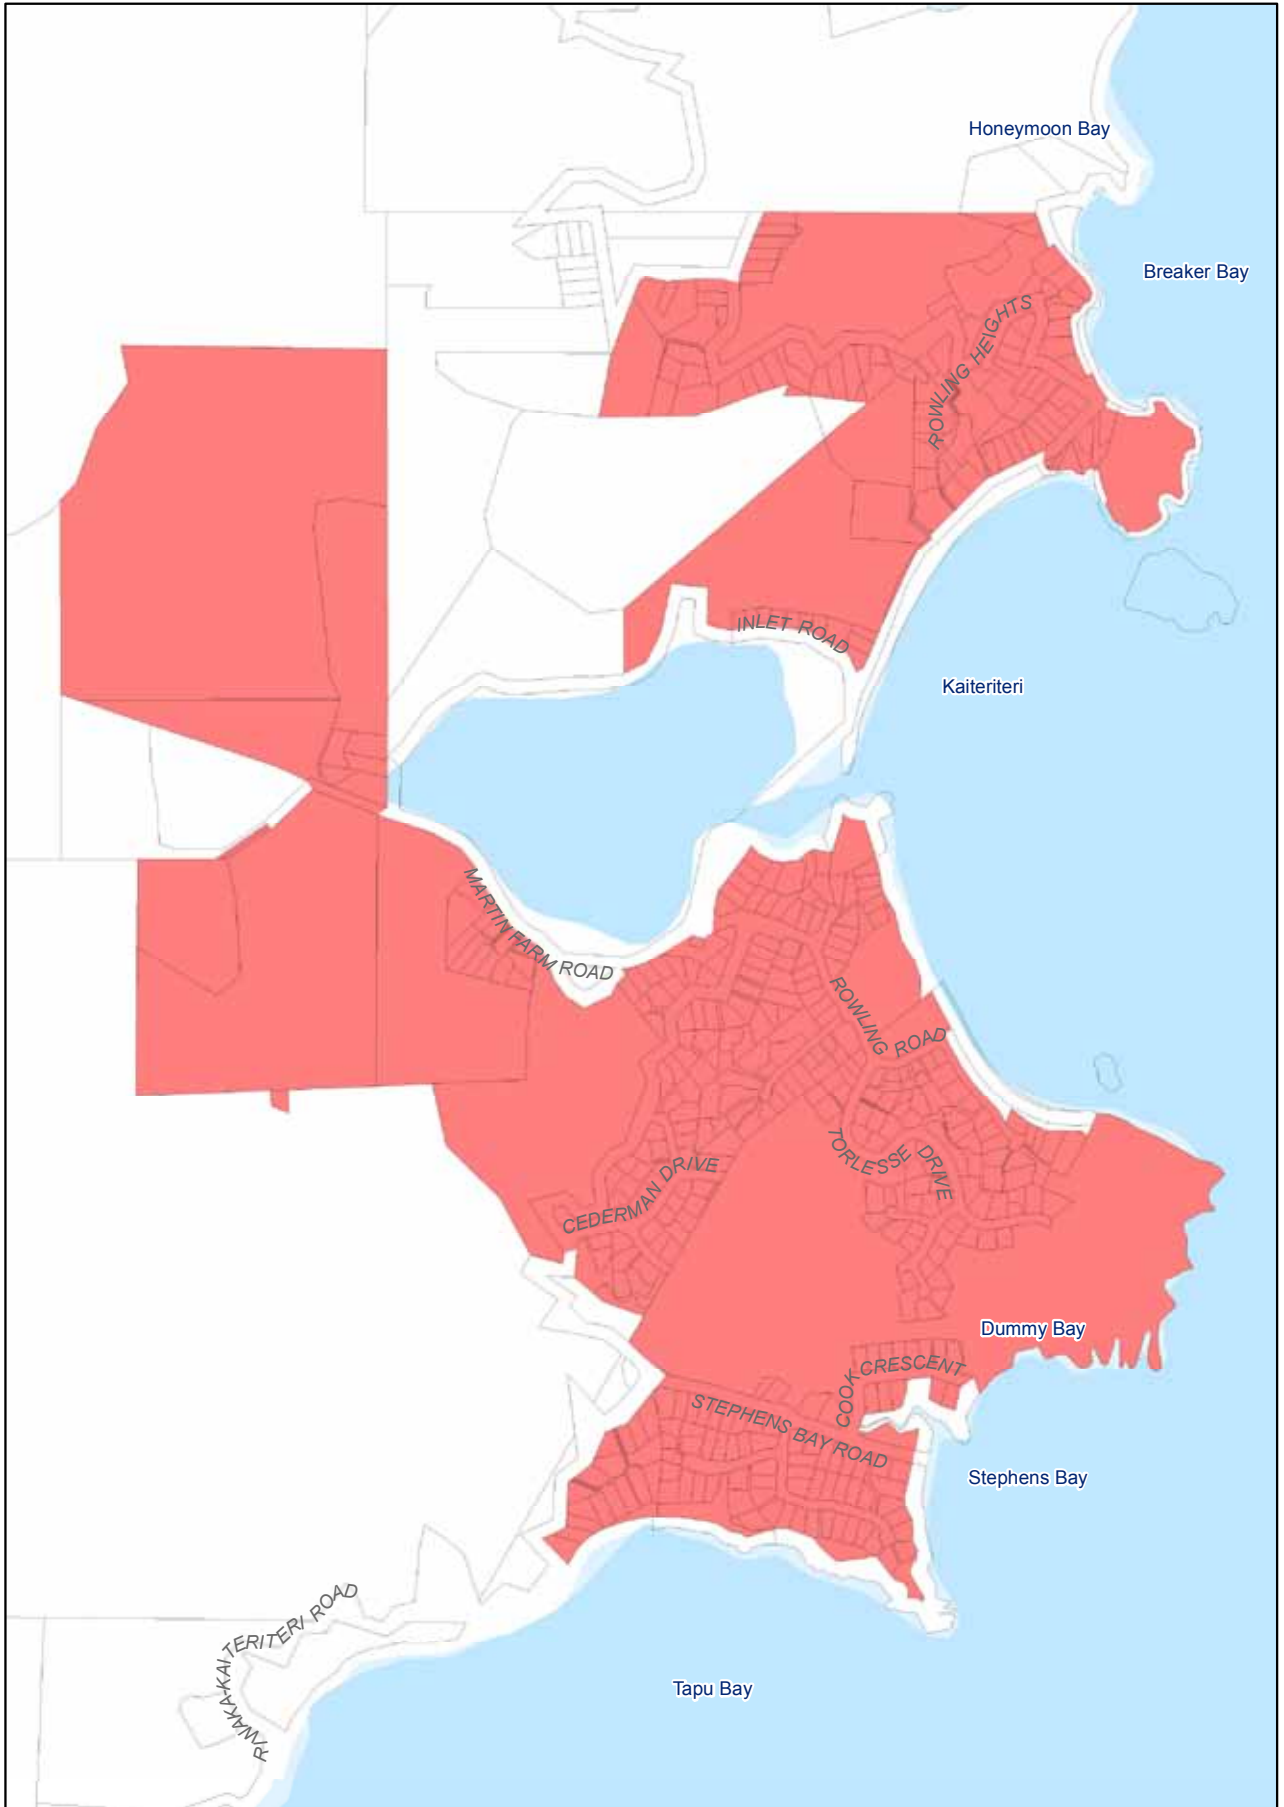 Honeymoon Bay
Breaker Bay
ROWLING HEIGHTS
INLET ROAD
Kaiteriteri
MARTIN FARM ROAD
ROWLING ROAD
TORLESSE DRIVE
CEDERMAN DRIVE
Dummy Bay
COOK CRESCENT
STEPHENS BAY ROAD
Stephens Bay
RIWAKA-KAITERITERI ROAD
Tapu Bay